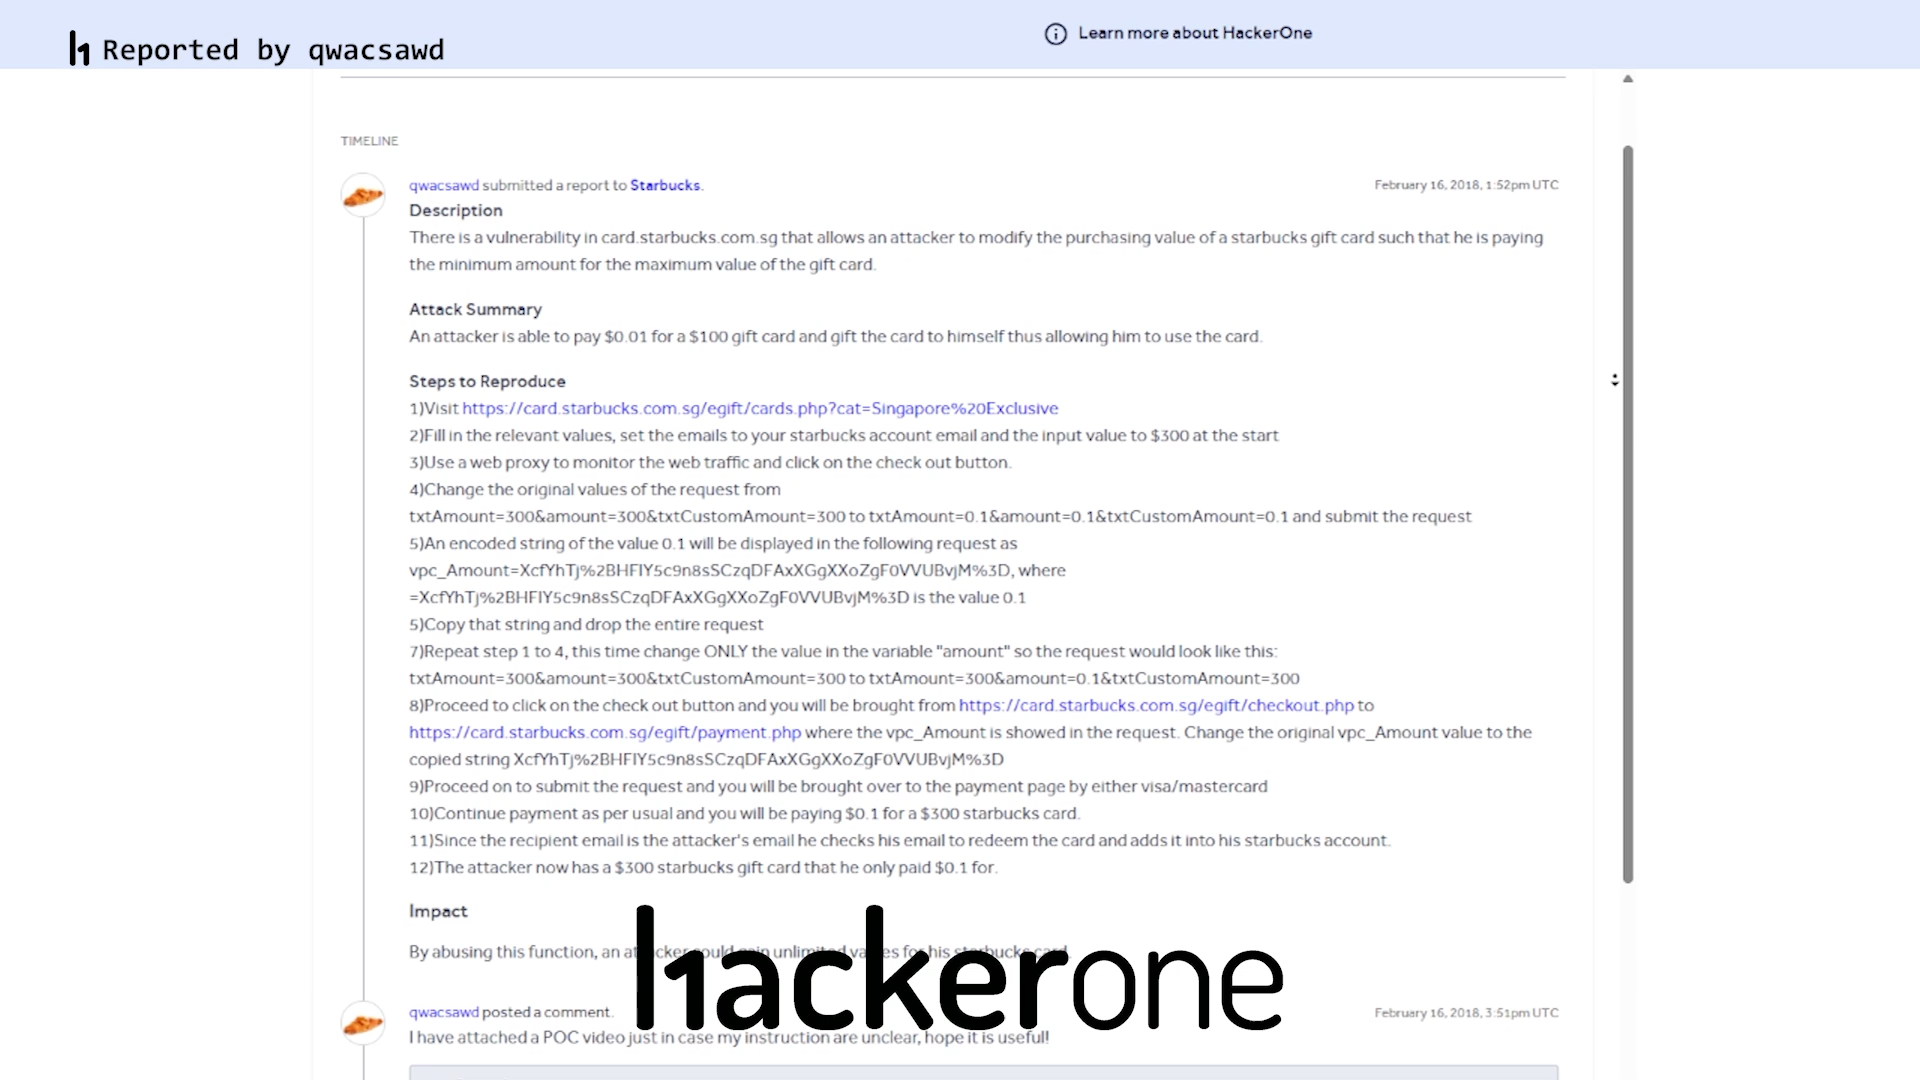 Reported by qwacsawd
Learn more about HackerOne
TIMELINE
qwacsawd submitted a report to Starbucks.
February 16, 2018, 1:52pm UTC
Description
There is a vulnerability in card.starbucks.com.sg that allows an attacker to modify the purchasing value of a starbucks gift card such that he is paying
the minimum amount for the maximum value of the gift card.
Attack Summary
An attacker is able to pay $0.01 for a $100 gift card and gift the card to himself thus allowing him to use the card.
Steps to Reproduce
1)Visit https://card.starbucks.com.sg/egift/cards.php?cat=Singapore%20Exclusive
2)Fill in the relevant values, set the emails to your starbucks account email and the input value to $300 at the start
3)Use a web proxy to monitor the web traffic and click on the check out button.
4)Change the original values of the request from
txtAmount=300&amount=300&txtCustomAmount=300 to txtAmount=0.1&amount=0.1&txtCustomAmount=0.1 and submit the request
5)An encoded string of the value 0.1 will be displayed in the following request as
vpc_Amount=XcfYhTj%2BHFIY5c9n8sSCzqDFAxXGgXXoZgF0VVUBvjM%3D, where
=XcfYhTj%2BHFIY5c9n8sSCzqDFAxXGgXXoZgF0VVUBvjM%3D is the value 0.1
5)Copy that string and drop the entire request
7)Repeat step 1 to 4, this time change ONLY the value in the variable "amount" so the request would look like this:
txtAmount=300&amount=300&txtCustomAmount=300 to txtAmount=300&amount=0.1&txtCustomAmount=300
8)Proceed to click on the check out button and you will be brought from https://card.starbucks.com.sg/egift/checkout.php to
https://card.starbucks.com.sg/egift/payment.php where the vpc_Amount is showed in the request. Change the original vpc_Amount value to the
copied string XcfYhTj%2BHFIY5c9n8sSCzqDFAxXGgXXoZgF0VVUBvjM%3D
9)Proceed on to submit the request and you will be brought over to the payment page by either visa/mastercard
10)Continue payment as per usual and you will be paying $0.1 for a $300 starbucks card.
11)Since the recipient email is the attacker's email he checks his email to redeem the card and adds it into his starbucks account.
12)The attacker now has a $300 starbucks gift card that he only paid $0.1 for.
Impact
By abusing this function, an attacker could gain unlimited values for his starbucks card.
hackerone
qwacsawd posted a comment.
February 16, 2018, 3:51pm UTC
I have attached a POC video just in case my instruction are unclear, hope it is useful!